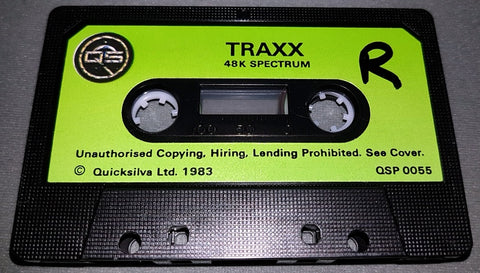 QS
TRAXX
48K SPECTRUM
R
Unauthorised Copying, Hiring, Lending Prohibited. See Cover.
© Quicksilva Ltd. 1983
QSP 0055